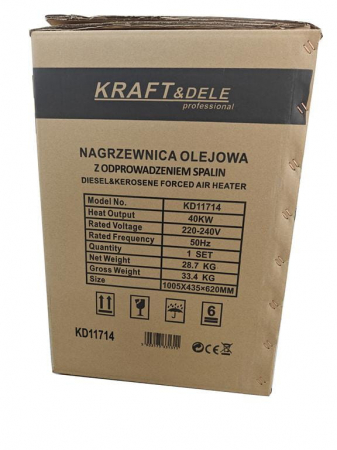 KRAFT&DELE
professional
NAGRZEWNICA OLEJOWA
Z ODPROWADZENIEM SPALIN
DIESEL&KEROSENE FORCED AIR HEATER
Model No. KD11714
Heat Output 40KW
Rated Voltage 220-240V
Rated Frequency 50Hz
Quantity 1 SET
Net Weight 28.7 KG
Gross Weight 33.4 KG
Size 1005X435×620MM
6
KD11714
CE